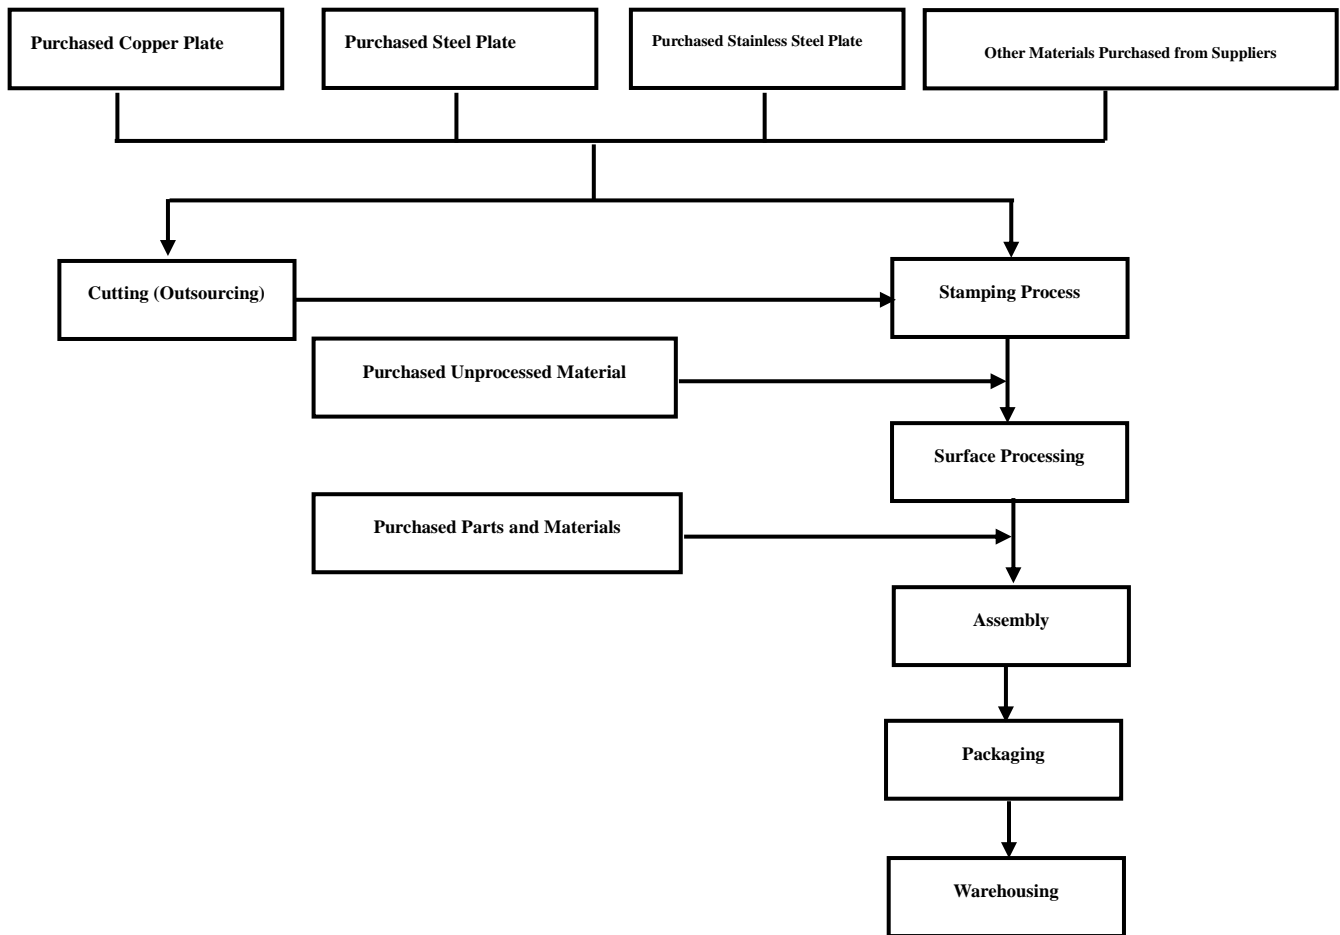 Purchased Copper Plate
Purchased Steel Plate
Purchased Stainless Steel Plate
Other Materials Purchased from Suppliers
Cutting (Outsourcing)
Stamping Process
Purchased Unprocessed Material
Surface Processing
Purchased Parts and Materials
Assembly
Packaging
Warehousing